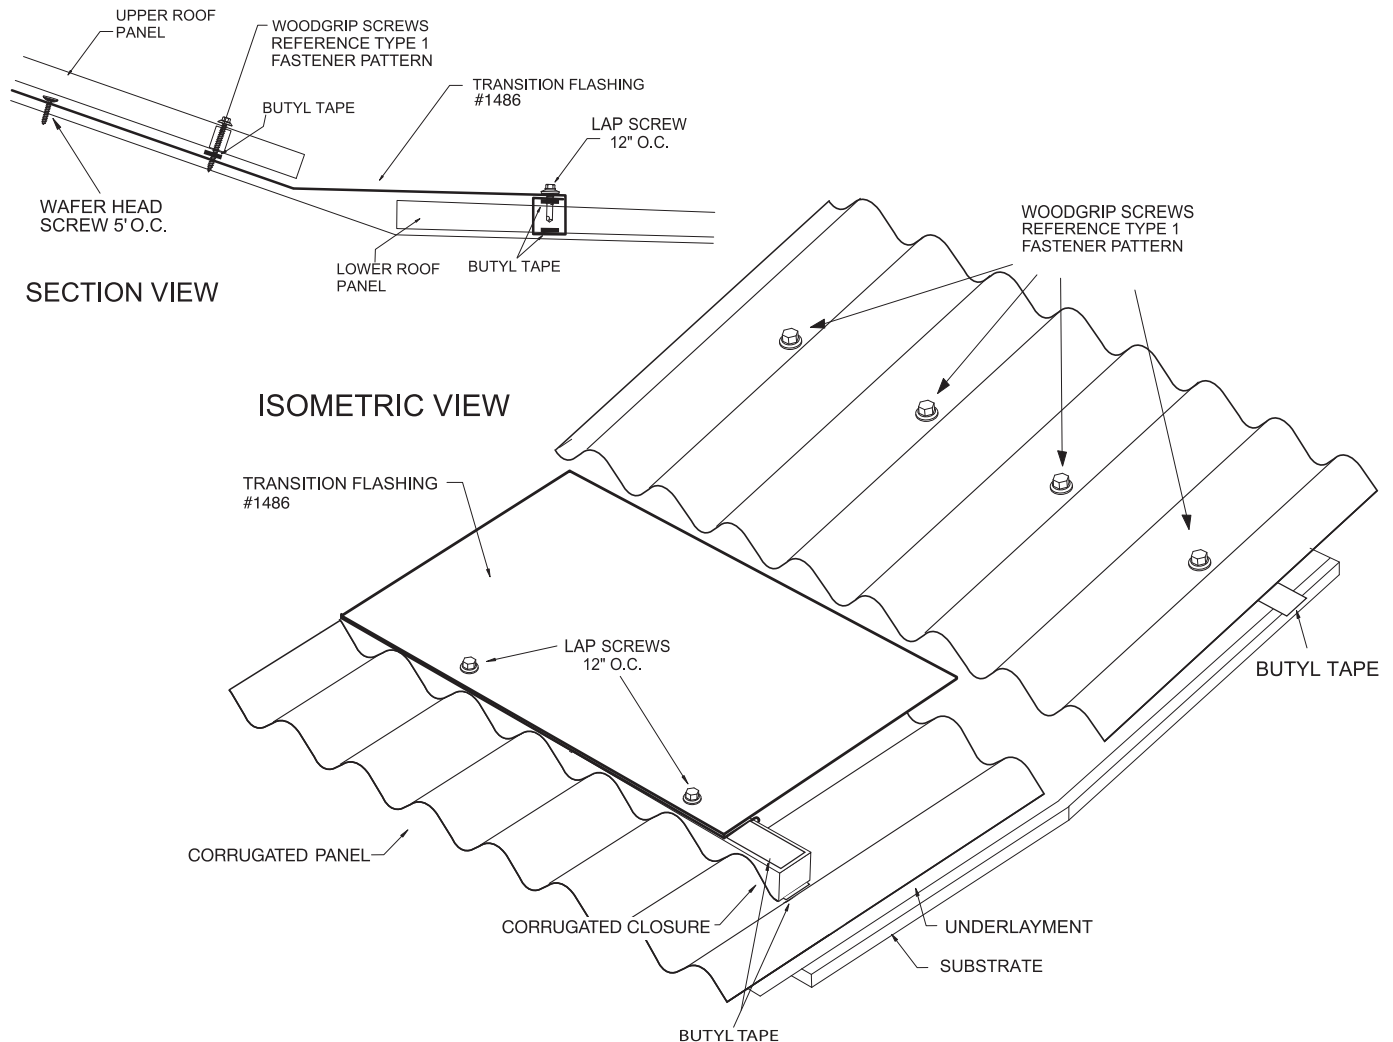 UPPER ROOF
PANEL
WOODGRIP SCREWS
REFERENCE TYPE 1
FASTENER PATTERN
BUTYL TAPE
TRANSITION FLASHING
#1486
LAP SCREW
12" O.C.
WAFER HEAD
SCREW 5' O.C.
LOWER ROOF
PANEL
BUTYL TAPE
SECTION VIEW
WOODGRIP SCREWS
REFERENCE TYPE 1
FASTENER PATTERN
ISOMETRIC VIEW
TRANSITION FLASHING
#1486
LAP SCREWS
12" O.C.
BUTYL TAPE
CORRUGATED PANEL
CORRUGATED CLOSURE
UNDERLAYMENT
SUBSTRATE
BUTYL TAPE